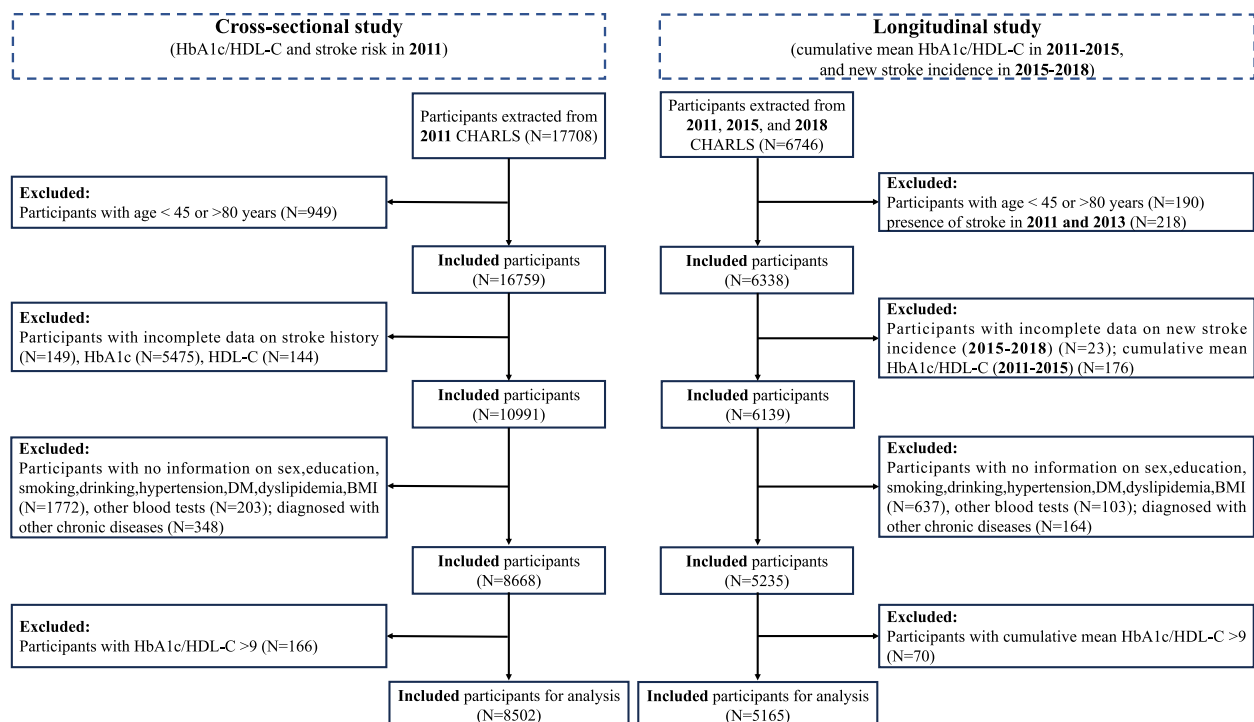 Cross-sectional study
(HbA1c/HDL-C and stroke risk in 2011)
Participants extracted from
2011 CHARLS (N=17708)
Excluded:
Participants with age < 45 or >80 years (N=949)
Included participants
(N=16759)
Excluded:
Participants with incomplete data on stroke history
(N=149), HbA1c (N=5475), HDL-C (N=144)
Included participants
(N=10991)
Excluded:
Participants with no information on sex,education,
smoking,drinking,hypertension,DM,dyslipidemia,BMI
(N=1772), other blood tests (N=203); diagnosed with
other chronic diseases (N=348)
Included participants
(N=8668)
Excluded:
Participants with HbA1c/HDL-C >9 (N=166)
Included participants for analysis
(N=8502)
Longitudinal study
(cumulative mean HbA1c/HDL-C in 2011-2015,
and new stroke incidence in 2015-2018)
Participants extracted from
2011, 2015, and 2018
CHARLS (N=6746)
Excluded:
Participants with age < 45 or >80 years (N=190)
presence of stroke in 2011 and 2013 (N=218)
Included participants
(N=6338)
Excluded:
Participants with incomplete data on new stroke
incidence (2015-2018) (N=23); cumulative mean
HbA1c/HDL-C (2011-2015) (N=176)
Included participants
(N=6139)
Excluded:
Participants with no information on sex,education,
smoking,drinking,hypertension,DM,dyslipidemia,BMI
(N=637), other blood tests (N=103); diagnosed with
other chronic diseases (N=164)
Included participants
(N=5235)
Excluded:
Participants with cumulative mean HbA1c/HDL-C >9
(N=70)
Included participants for analysis
(N=5165)